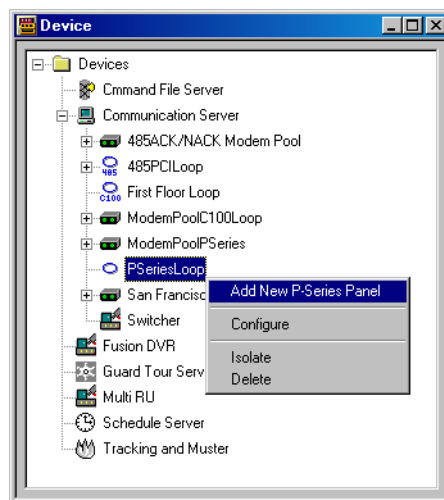 Device
Devices
Cmmand File Server
Communication Server
485ACK/NACK Modem Pool
485
485PCILoop
C100
First Floor Loop
ModemPoolC100Loop
ModemPoolPSeries
PSeriesLoop
Add New P-Series Panel
San Francisc
Configure
Switcher
Isolate
Fusion DVR
Delete
Guard Tour Serv
Multi RU
Schedule Server
Tracking and Muster